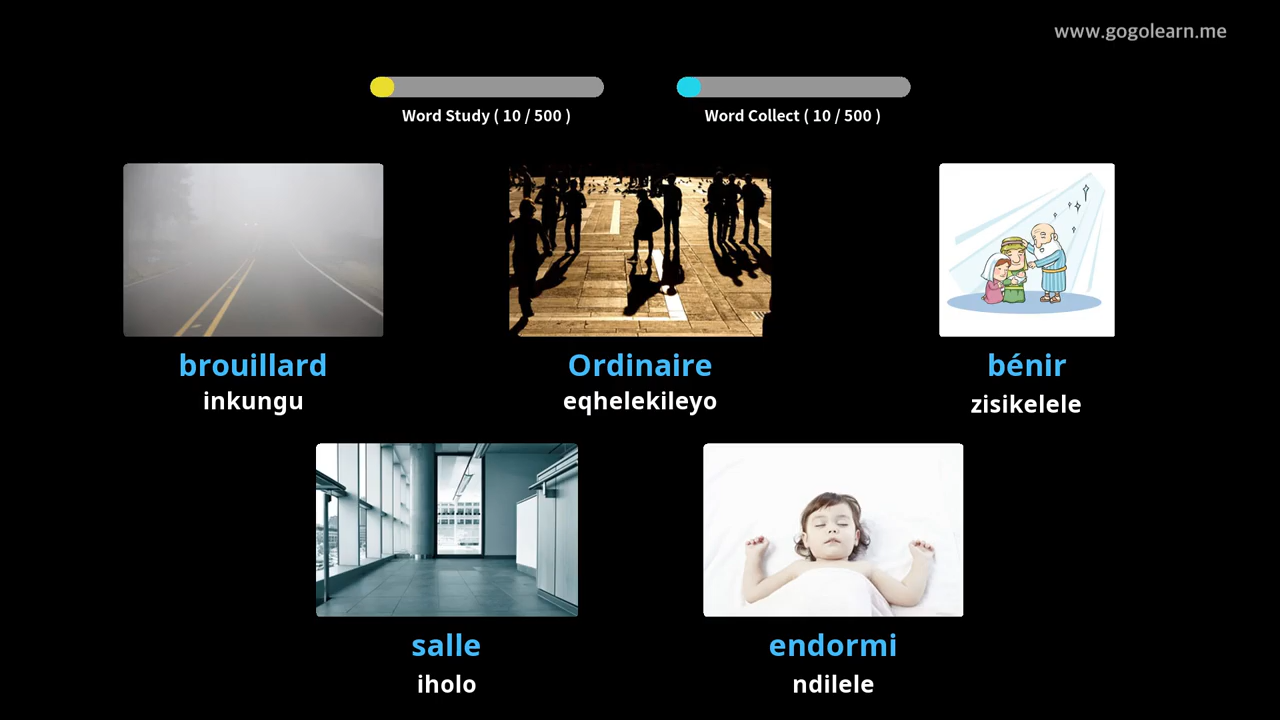 www.gogolearn.me
Word Study ( 10 / 500 )
Word Collect ( 10 / 500 )
brouillard
inkungu
Ordinaire
eqhelekileyo
bénir
zisikelele
salle
iholo
endormi
ndilele